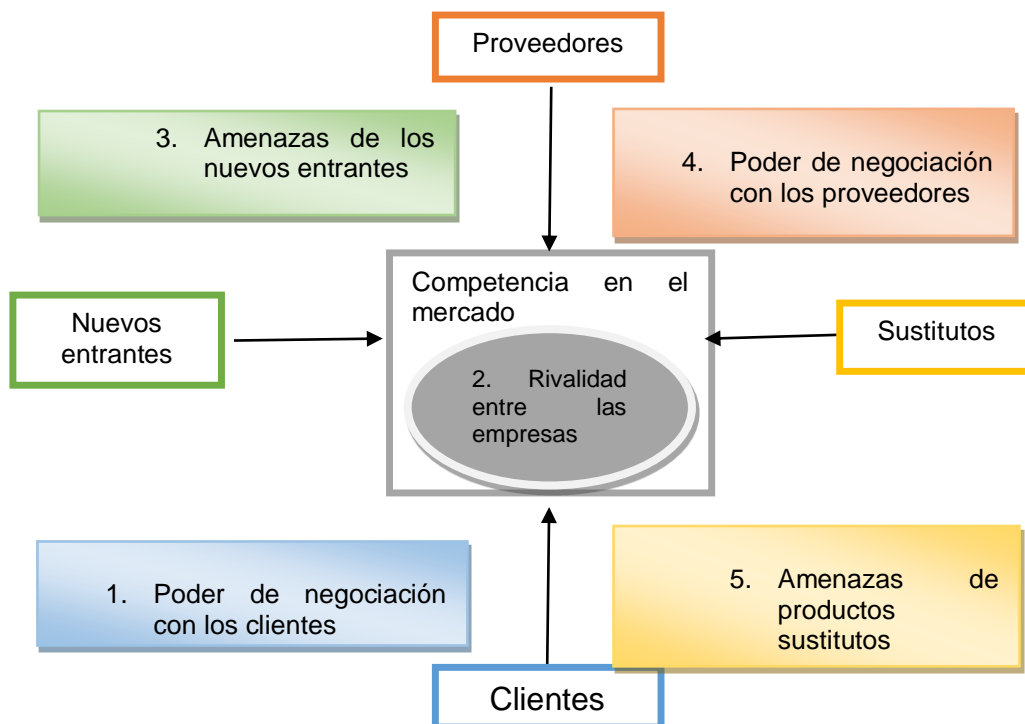 Proveedores
3. Amenazas de los
nuevos entrantes
4. Poder de negociación
con los proveedores
Competencia en el
mercado
Nuevos
entrantes
Sustitutos
2. Rivalidad
entre las
empresas
1. Poder de negociación
con los clientes
5. Amenazas de
productos
sustitutos
Clientes